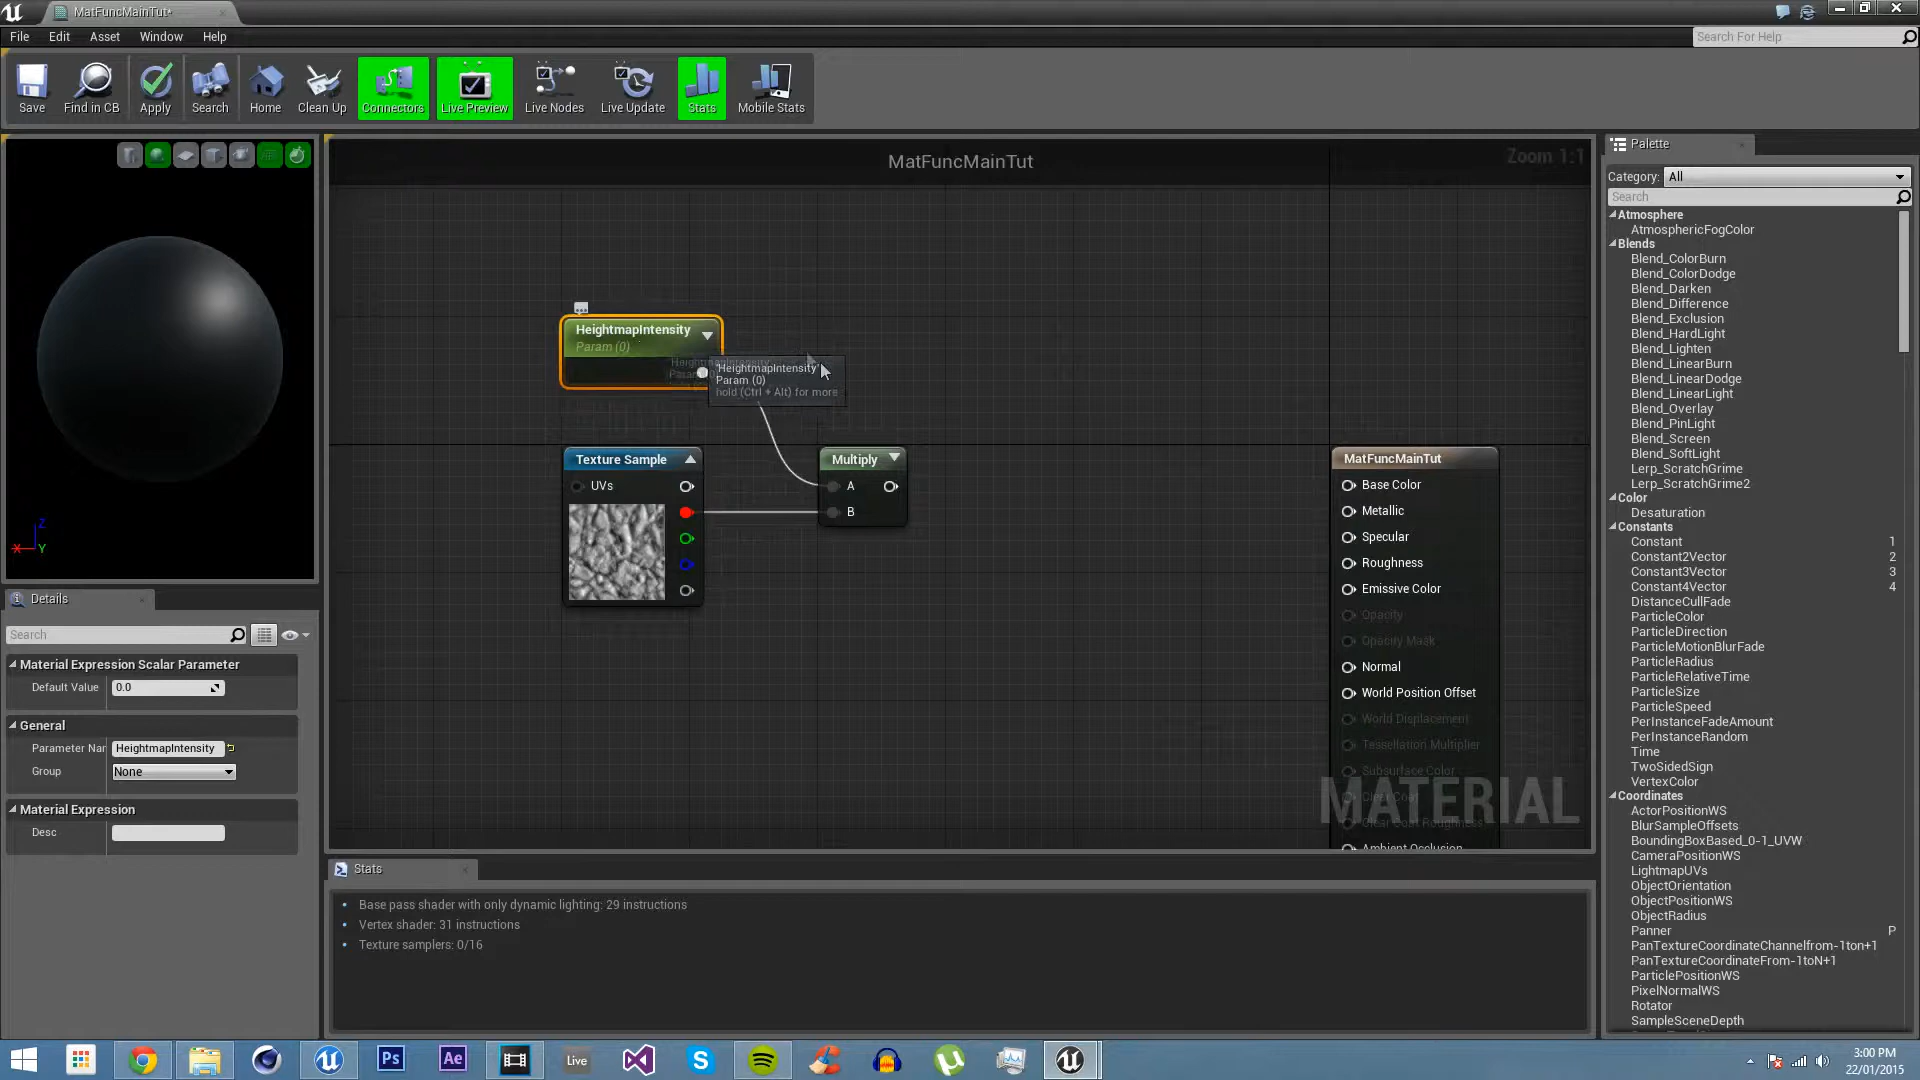 MatFuncMainTut*
File Edit Asset Window Help
Search For Help
Save Find in CB Apply Search Home Clean Up Connectors Live Preview Live Nodes Live Update Stats Mobile Stats
MatFuncMainTut
Zoom 1:1
HeightmapIntensity
Param (0)
HeightmapIntensity
Param (0)
hold (Ctrl + Alt) for more
Texture Sample
UVs
Multiply
A
B
MatFuncMainTut
Base Color
Metallic
Specular
Roughness
Emissive Color
Opacity
Opacity Mask
Normal
World Position Offset
World Displacement
Tessellation Multiplier
Subsurface Color
Clear Coat
Clear Coat Roughness
Ambient Occlusion
MATERIAL
Z
X
Y
Details
Search
Material Expression Scalar Parameter
Default Value 0.0
General
Parameter Nar HeightmapIntensity
Group None
Material Expression
Desc
Stats
Base pass shader with only dynamic lighting: 29 instructions
Vertex shader: 31 instructions
Texture samplers: 0/16
Palette
Category: All
Search
Atmosphere
AtmosphericFogColor
Blends
Blend_ColorBurn
Blend_ColorDodge
Blend_Darken
Blend_Difference
Blend_Exclusion
Blend_HardLight
Blend_Lighten
Blend_LinearBurn
Blend_LinearDodge
Blend_LinearLight
Blend_Overlay
Blend_PinLight
Blend_Screen
Blend_SoftLight
Lerp_ScratchGrime
Lerp_ScratchGrime2
Color
Desaturation
Constants
Constant 1
Constant2Vector 2
Constant3Vector 3
Constant4Vector 4
DistanceCullFade
ParticleColor
ParticleDirection
ParticleMotionBlurFade
ParticleRadius
ParticleRelativeTime
ParticleSize
ParticleSpeed
PerInstanceFadeAmount
PerInstanceRandom
Time
TwoSidedSign
VertexColor
Coordinates
ActorPositionWS
BlurSampleOffsets
BoundingBoxBased_0-1_UVW
CameraPositionWS
LightmapUVs
ObjectOrientation
ObjectPositionWS
ObjectRadius
Panner P
PanTextureCoordinateChannelfrom-1ton+1
PanTextureCoordinateFrom-1toN+1
ParticlePositionWS
PixelNormalWS
Rotator
SampleSceneDepth
Ps
Ae
Live
3:00 PM
22/01/2015